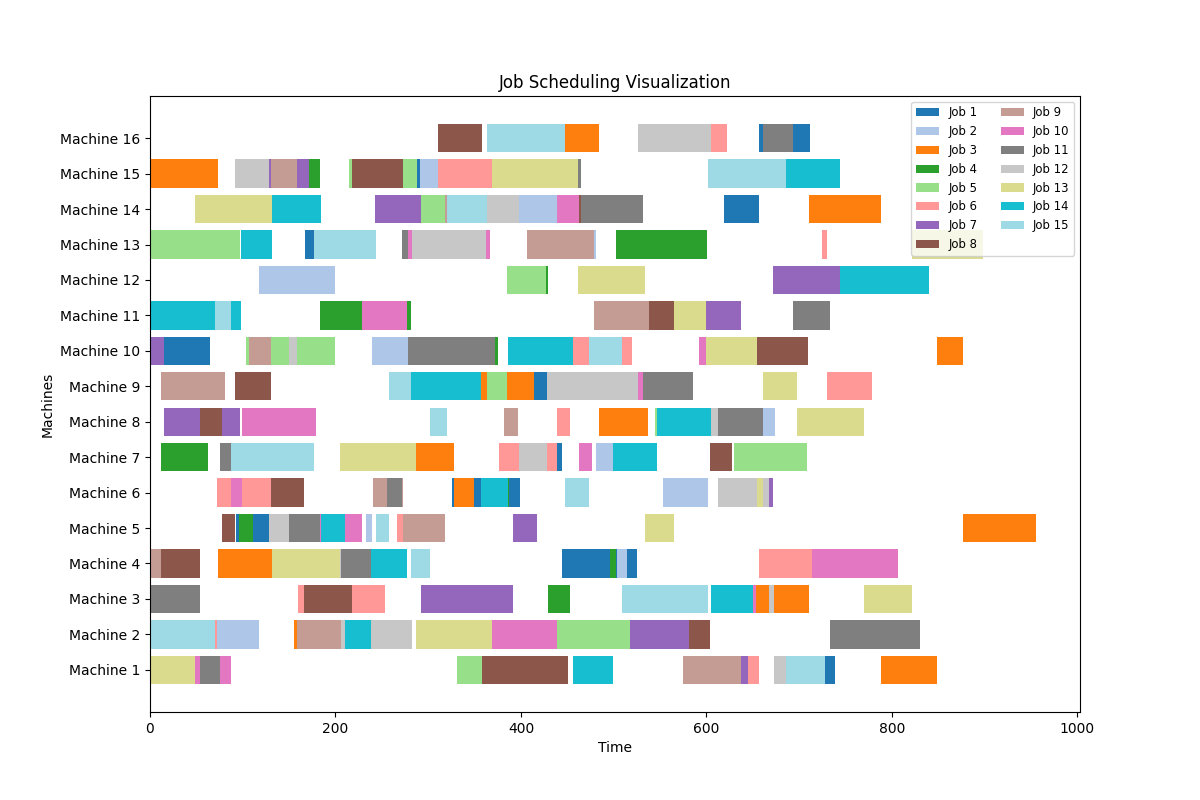 Job Scheduling Visualization
Machine 16
Machine 15
Machine 14
Machine 13
Machine 12
Machine 11
Machine 10
Machine 9
Machine 8
Machine 7
Machine 6
Machine 5
Machine 4
Machine 3
Machine 2
Machine 1
Machines
0 200 400 600 800 1000
Time
Job 1 Job 9
Job 2 Job 10
Job 3 Job 11
Job 4 Job 12
Job 5 Job 13
Job 6 Job 14
Job 7 Job 15
Job 8